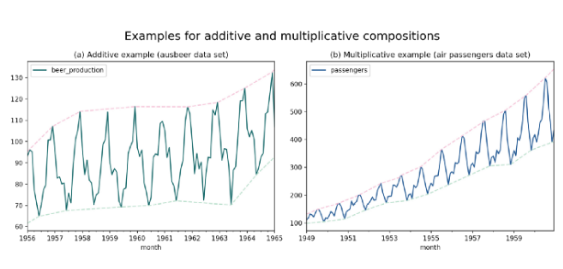 Examples for additive and multiplicative compositions
(a) Additive example (ausbeer data set)
beer_production
130
120
110
100
90
80
70
60
1956 1957 1958 1959 1960 1961 1962 1963 1964 1965
month
(b) Multiplicative example (air passengers data set)
passengers
600
500
400
300
200
100
1949 1951 1953 1955 1957 1959
month